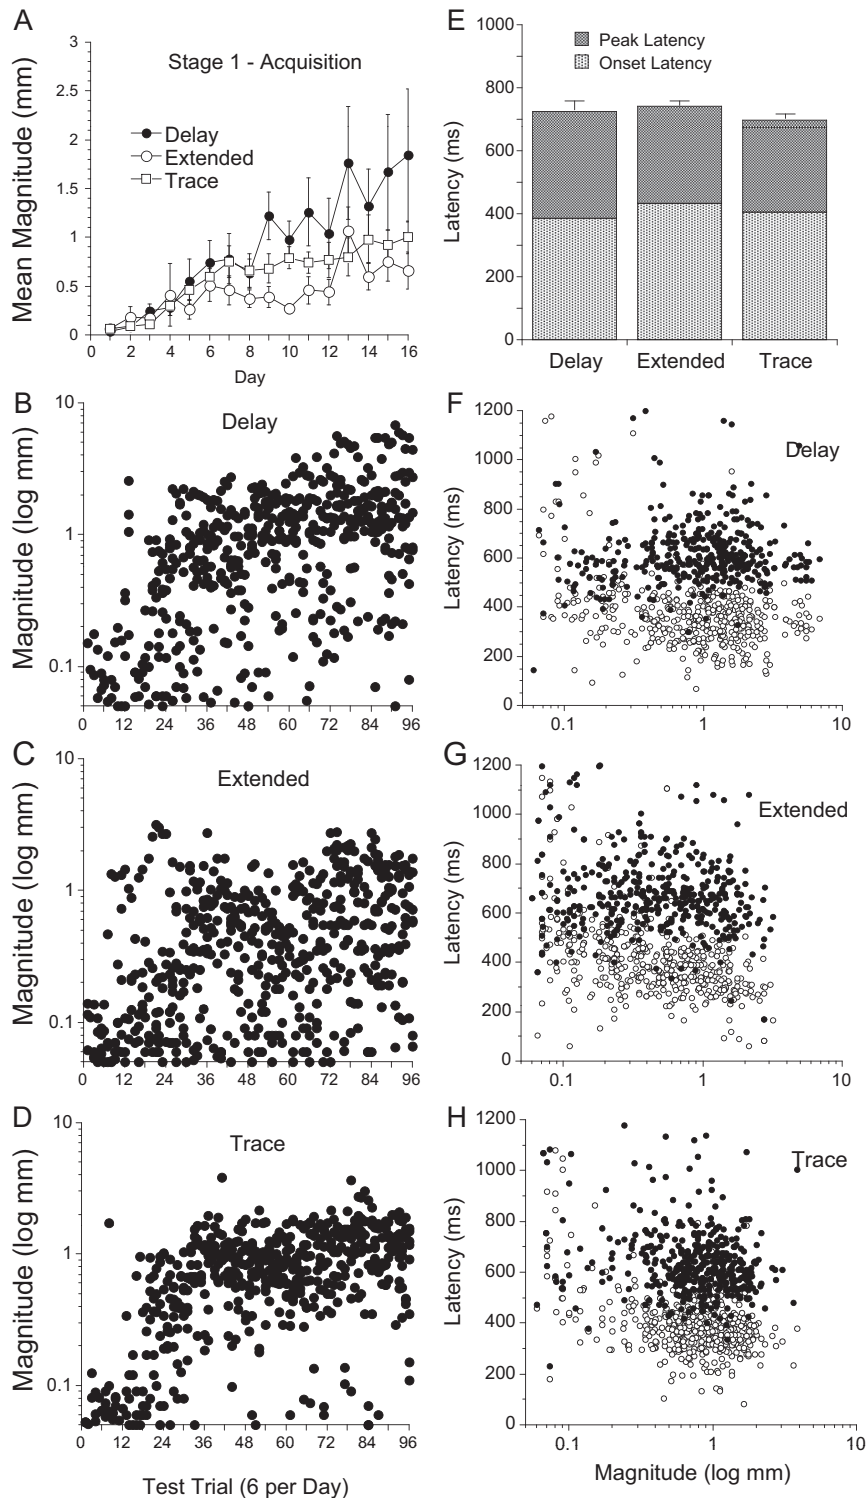 A
Stage 1 - Acquisition
Mean Magnitude (mm)
3
2.5
2
1.5
1
0.5
0
Delay
Extended
Trace
0 2 4 6 8 10 12 14 16
Day
B
Delay
Magnitude (log mm)
10
1
0.1
0 12 24 36 48 60 72 84 96
C
Extended
Magnitude (log mm)
10
1
0.1
0 12 24 36 48 60 72 84 96
D
Trace
Magnitude (log mm)
10
1
0.1
0 12 24 36 48 60 72 84 96
Test Trial (6 per Day)
E
Peak Latency
Onset Latency
Latency (ms)
1000
800
600
400
200
0
Delay Extended Trace
F
Delay
Latency (ms)
1200
1000
800
600
400
200
0
0.1 1 10
G
Extended
Latency (ms)
1200
1000
800
600
400
200
0
0.1 1 10
H
Trace
Latency (ms)
1200
1000
800
600
400
200
0
0.1 1 10
Magnitude (log mm)